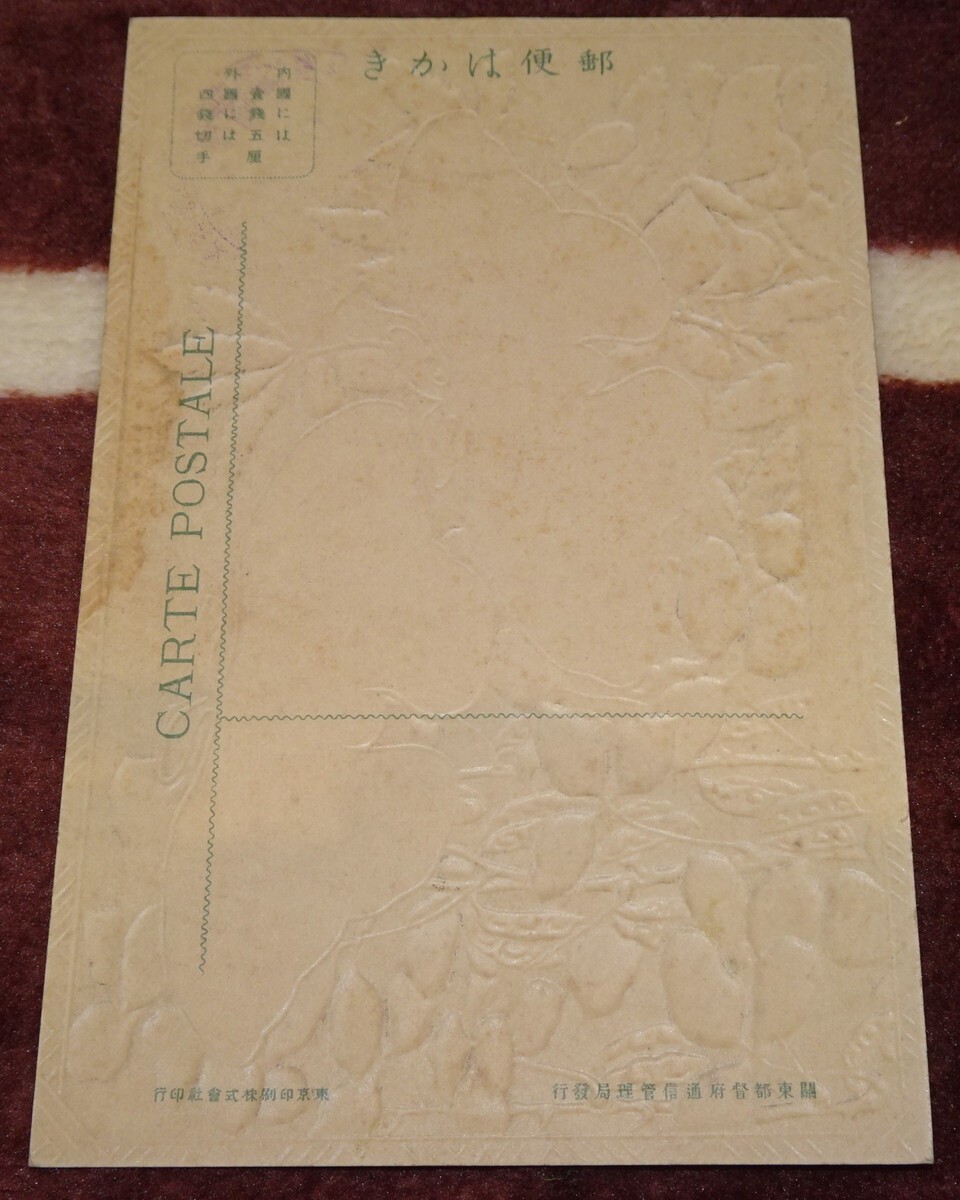 郵便はかき
内國には
壹錢五厘
外國には
四錢切手
CARTE POSTALE
關東都督府通信管理局發行
東京印刷株式會社印行